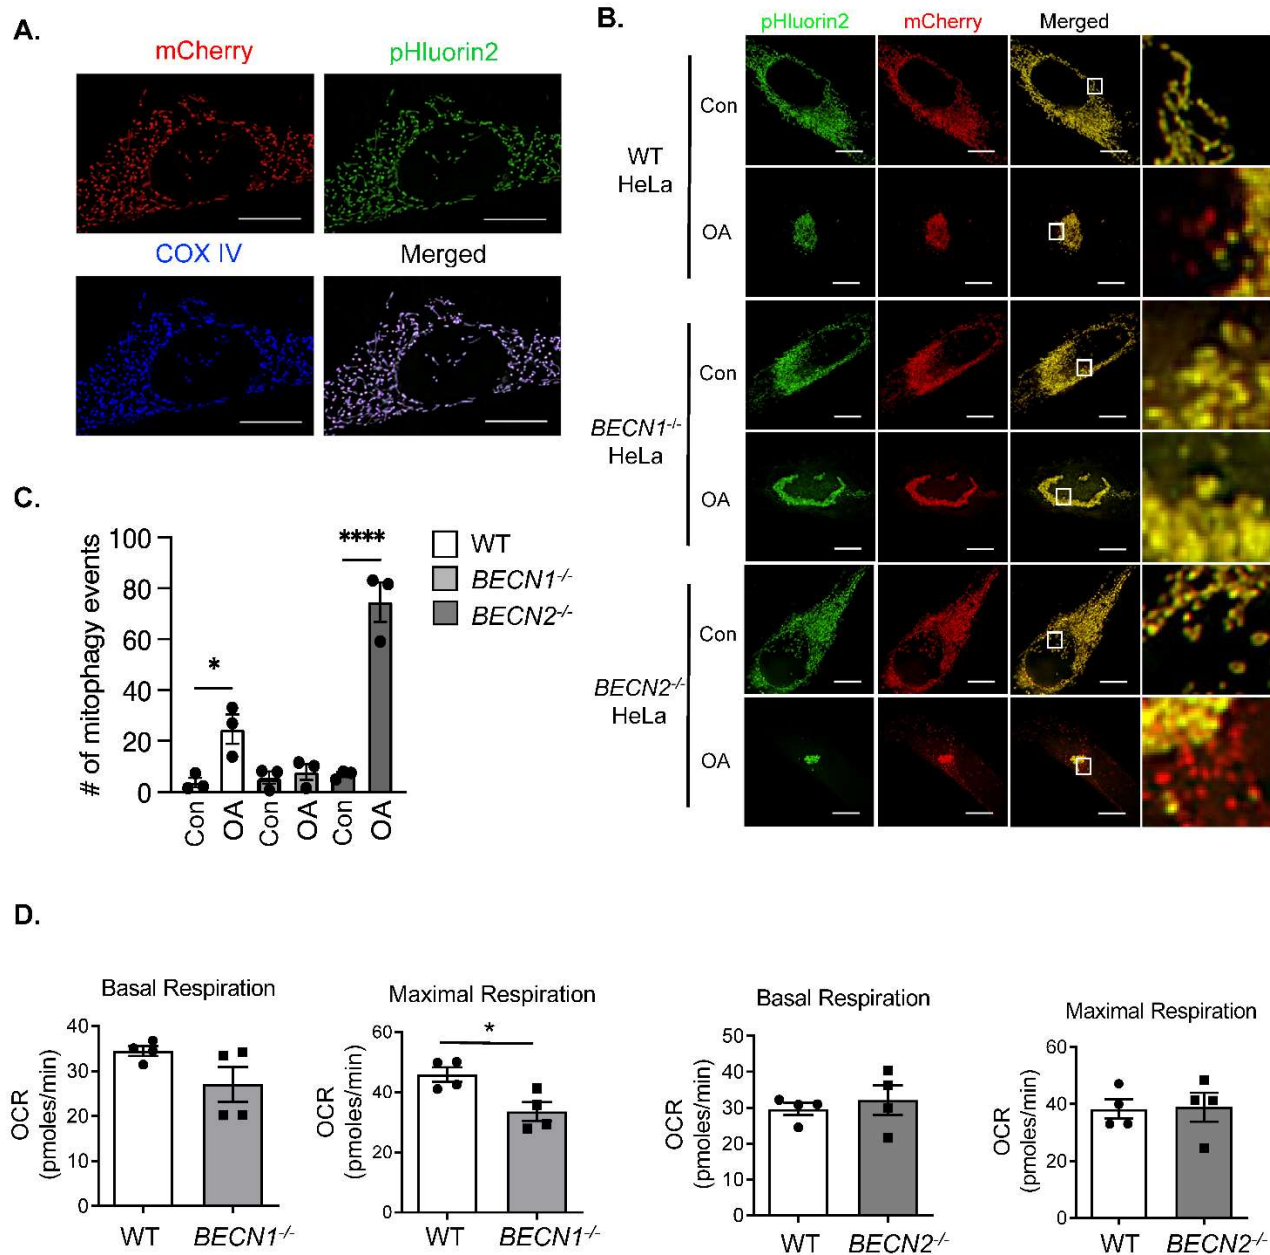 A.
mCherry
pHluorin2
COX IV
Merged
B.
pHluorin2
mCherry
Merged
WT
HeLa
Con
OA
BECN1-/-
HeLa
Con
OA
BECN2-/-
HeLa
Con
OA
C.
# of mitophagy events
100
80
60
40
20
0
*
****
Con
OA
Con
OA
Con
OA
WT
BECN1-/-
BECN2-/-
D.
Basal Respiration
OCR
(pmoles/min)
40
30
20
10
0
WT
BECN1-/-
Maximal Respiration
OCR
(pmoles/min)
60
40
20
0
*
WT
BECN1-/-
Basal Respiration
OCR
(pmoles/min)
50
40
30
20
10
0
WT
BECN2-/-
Maximal Respiration
OCR
(pmoles/min)
60
40
20
0
WT
BECN2-/-